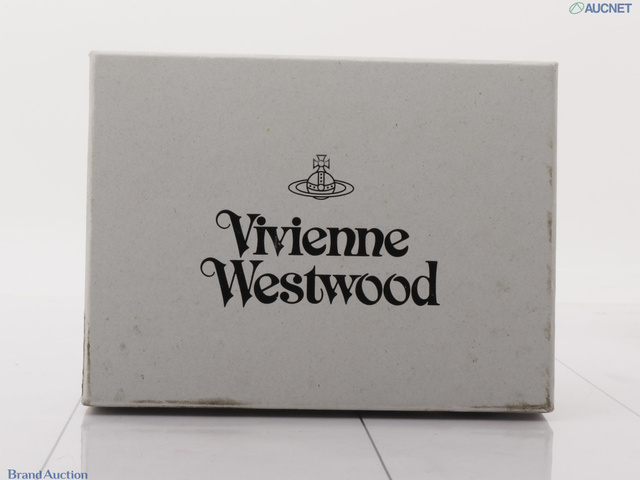 AUCNET
Vivienne
Westwood
Brand Auction